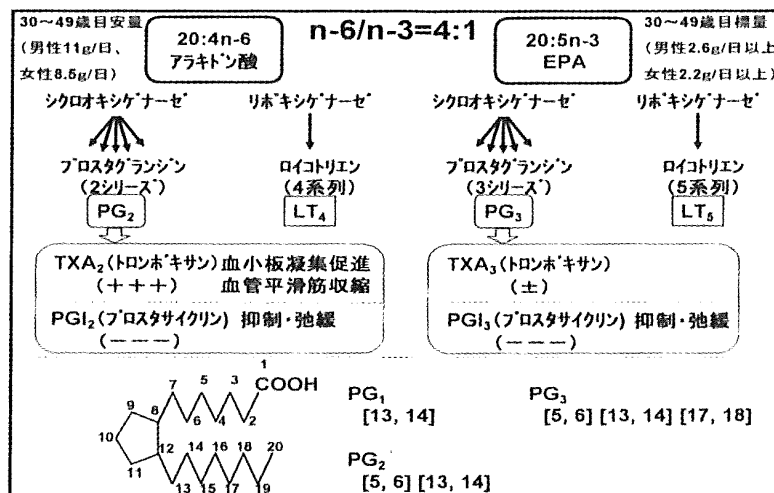 30～49歳目安量
(男性11g/日、
女性8.5g/日)
20:4n-6
アラキドン酸
n-6/n-3=4:1
20:5n-3
EPA
30～49歳目標量
(男性2.6g/日以上
女性2.2g/日以上)
シクロオキシゲナーゼ
リポキシゲナーゼ
シクロオキシゲナーゼ
リポキシゲナーゼ
プロスタグランジン
(2シリーズ)
ロイコトリエン
(4系列)
プロスタグランジン
(3シリーズ)
ロイコトリエン
(5系列)
PG2
LT4
PG3
LT5
TXA2(トロンボキサン) 血小板凝集促進
(+++) 血管平滑筋収縮
PGI2(プロスタサイクリン) 抑制・弛緩
(---)
TXA3(トロンボキサン)
(±)
PGI3(プロスタサイクリン) 抑制・弛緩
(---)
1
COOH
7 5 3
9 8 6 4 2
10
12 14 16 18 20
11 13 15 17 19
PG1
[13, 14]
PG2
[5, 6] [13, 14]
PG3
[5, 6] [13, 14] [17, 18]